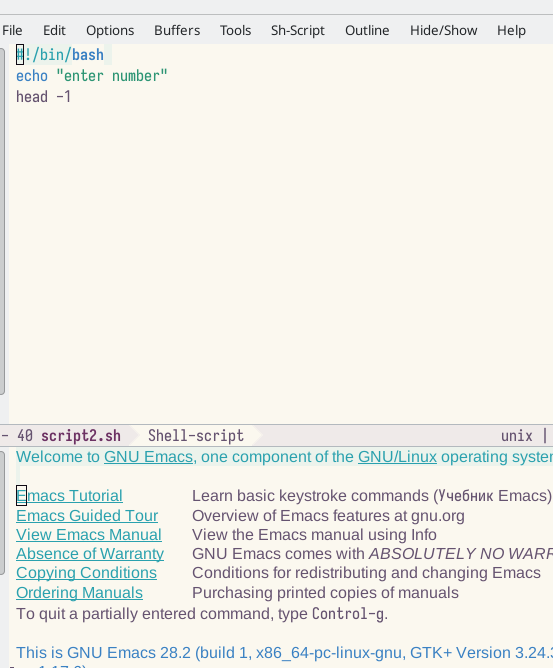 File Edit Options Buffers Tools Sh-Script Outline Hide/Show Help
#!/bin/bash
echo "enter number"
head -1
- 40 script2.sh Shell-script unix |
Welcome to GNU Emacs, one component of the GNU/Linux operating
Emacs Tutorial Learn basic keystroke commands (Учебник Emacs)
Emacs Guided Tour Overview of Emacs features at gnu.org
View Emacs Manual View the Emacs manual using Info
Absence of Warranty GNU Emacs comes with ABSOLUTELY NO
Copying Conditions Conditions for redistributing and changing Emacs
Ordering Manuals Purchasing printed copies of manuals
To quit a partially entered command, type Control-g.
This is GNU Emacs 28.2 (build 1, x86_64-pc-linux-gnu, GTK+ Version 3.24.